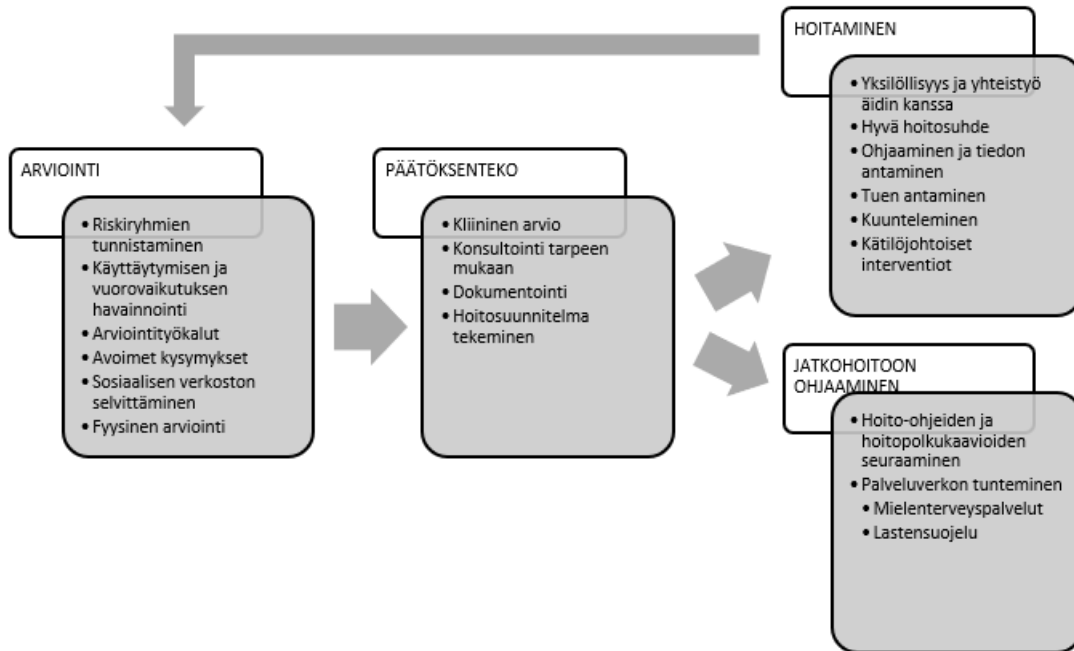 ARVIOINTI
• Riskiryhmien
tunnistaminen
• Käyttäytymisen ja
vuorovaikutuksen
havainnointi
• Arviointityökalut
• Avoimet kysymykset
• Sosiaalisen verkoston
selvittäminen
• Fyysinen arviointi
PÄÄTÖKSENTEKO
• Kliininen arvio
• Konsultointi tarpeen
mukaan
• Dokumentointi
• Hoitosuunnitelma
tekeminen
HOITAMINEN
• Yksilöllisyys ja yhteistyö
äidin kanssa
• Hyvä hoitosuhde
• Ohjaaminen ja tiedon
antaminen
• Tuen antaminen
• Kuunteleminen
• Kätilöjohtoiset
interventiot
JATKOHOITOON
OHJAAMINEN
• Hoito-ohjeiden ja
hoitopolkukaavioiden
seuraaminen
• Palveluverkon tunteminen
• Mielenterveyspalvelut
• Lastensuojelu